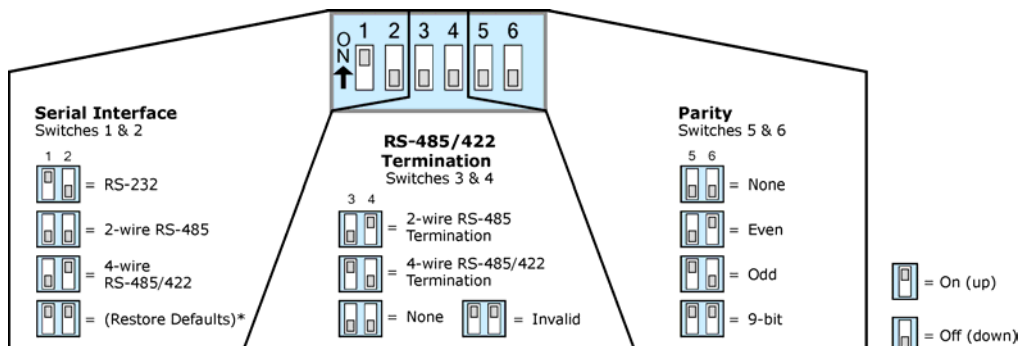 ON
1 2 3 4 5 6
Serial Interface
Switches 1 & 2
1 2
= RS-232
= 2-wire RS-485
= 4-wire
RS-485/422
= (Restore Defaults)*
RS-485/422
Termination
Switches 3 & 4
3 4
= 2-wire RS-485
Termination
= 4-wire RS-485/422
Termination
= None
= Invalid
Parity
Switches 5 & 6
5 6
= None
= Even
= Odd
= 9-bit
= On (up)
= Off (down)